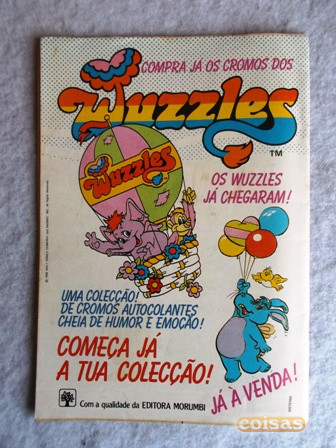 COMPRA JÁ OS CROMOS DOS
Wuzzles
TM
Wuzzles
OS WUZZLES
JÁ CHEGARAM!
UMA COLECÇÃO!
DE CROMOS AUTOCOLANTES
CHEIA DE HUMOR E EMOÇÃO!
COMEÇA JÁ
A TUA COLECÇÃO!
JÁ À VENDA!
Com a qualidade da EDITORA MORUMBI
coisas